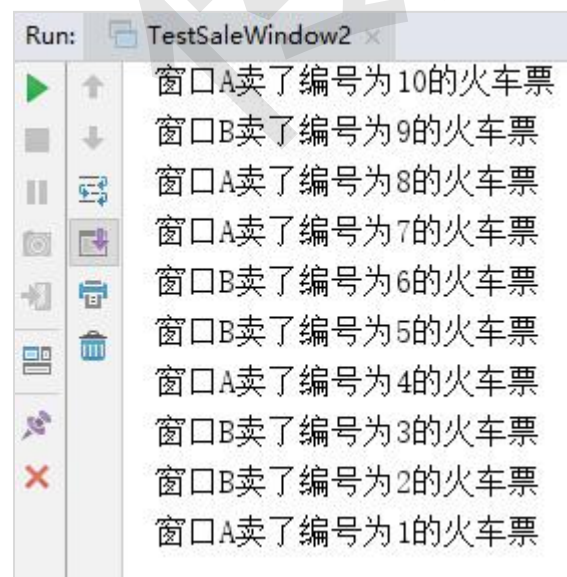 Run: TestSaleWindow2
窗口A卖了编号为10的火车票
窗口B卖了编号为9的火车票
窗口A卖了编号为8的火车票
窗口A卖了编号为7的火车票
窗口B卖了编号为6的火车票
窗口B卖了编号为5的火车票
窗口A卖了编号为4的火车票
窗口B卖了编号为3的火车票
窗口B卖了编号为2的火车票
窗口A卖了编号为1的火车票